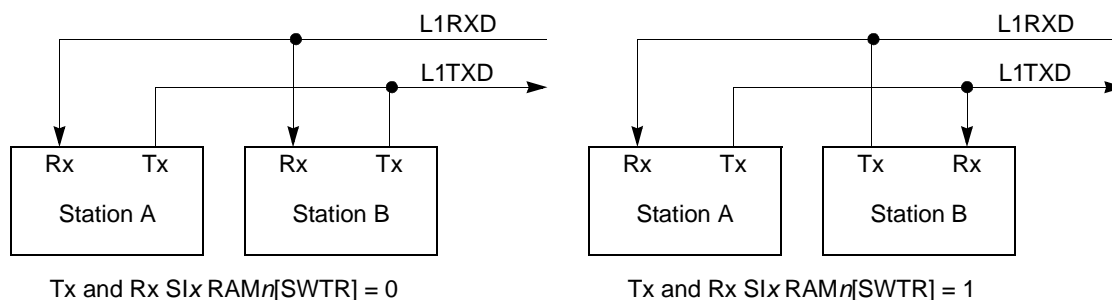 L1RXD
L1TXD
Rx Tx Rx Tx
Station A Station B
Tx and Rx SIx RAMn[SWTR] = 0
L1RXD
L1TXD
Rx Tx Tx Rx
Station A Station B
Tx and Rx SIx RAMn[SWTR] = 1